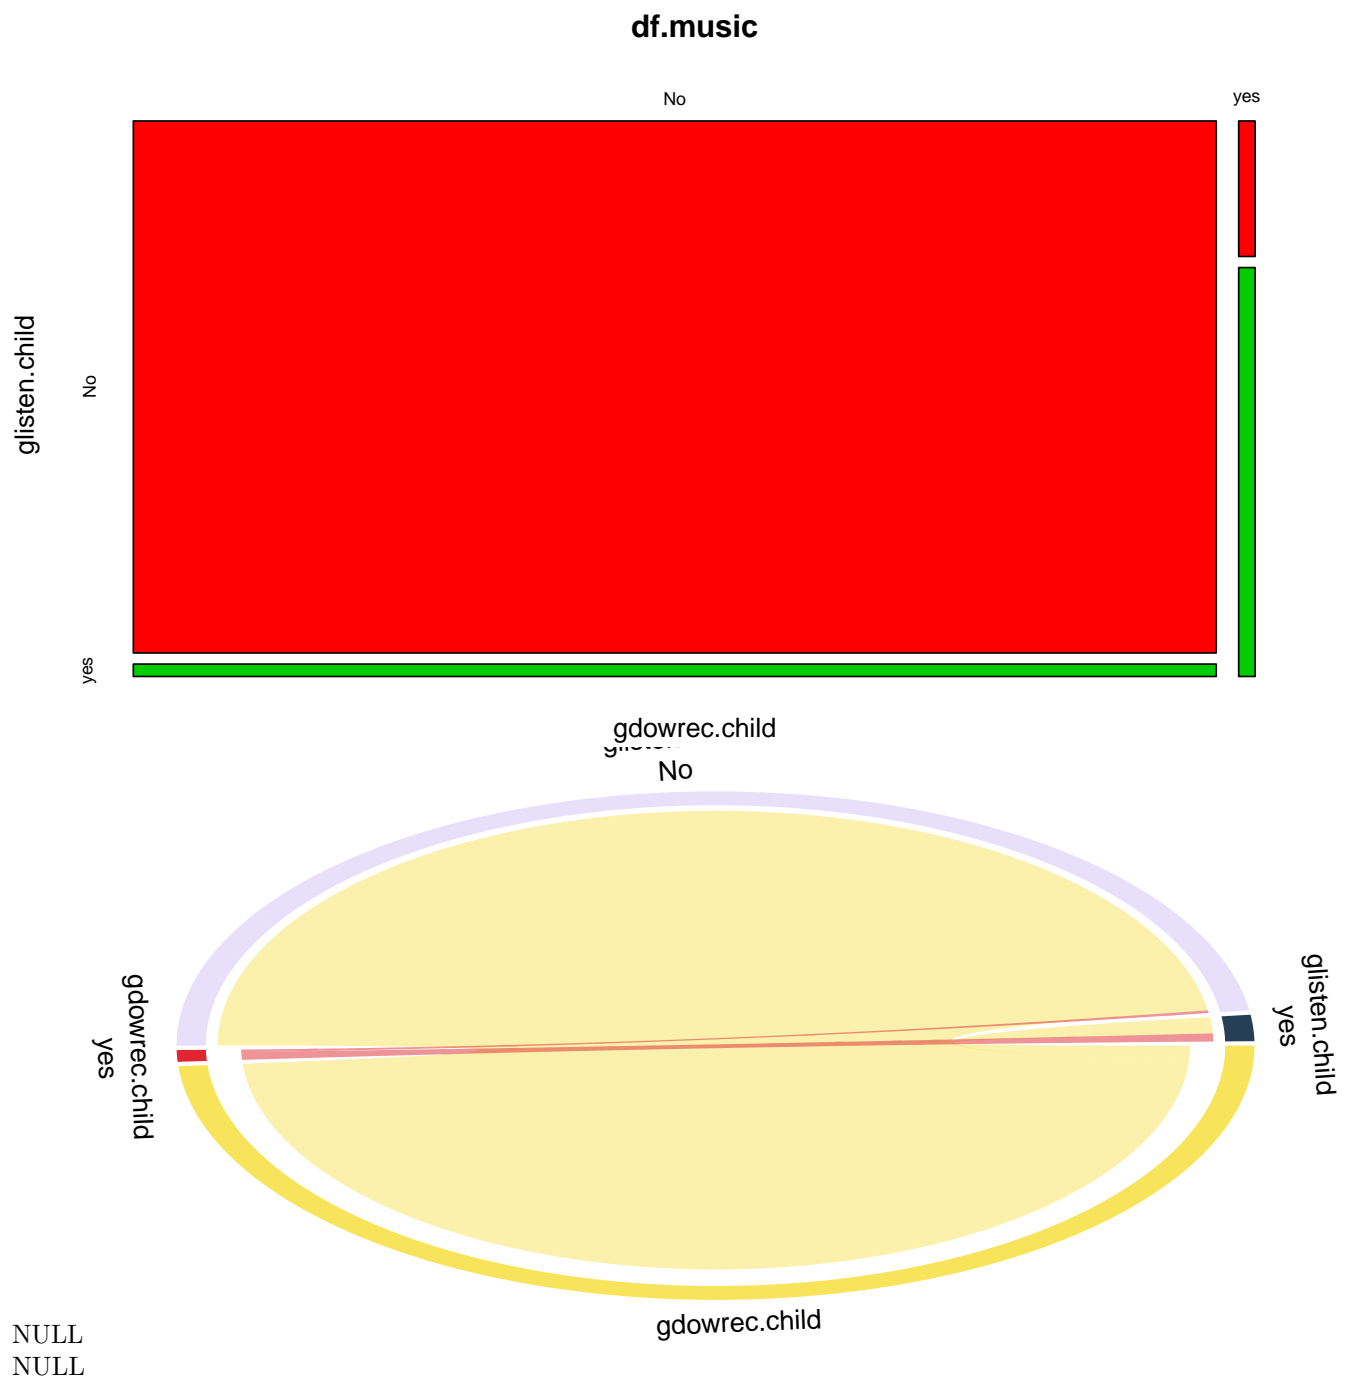 df.music
No
yes
glisten.child
No
yes
gdowrec.child
No
glisten.child
yes
gdowrec.child
yes
gdowrec.child
NULL
NULL